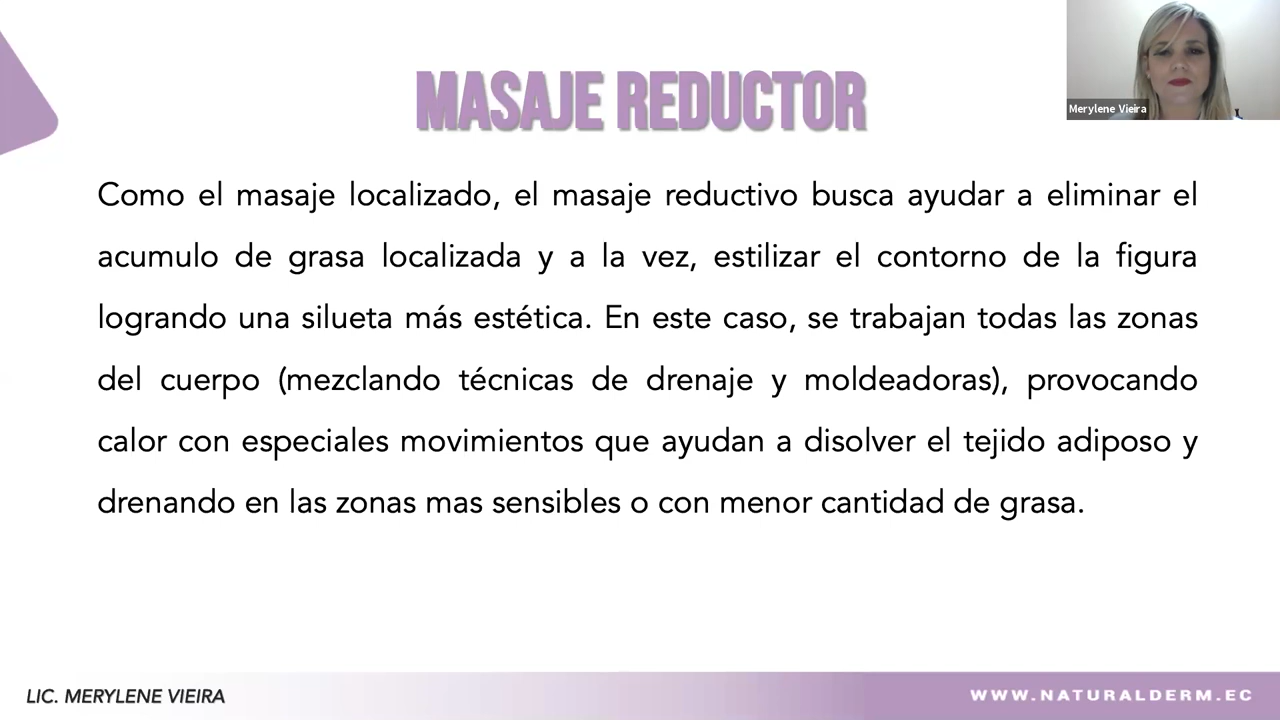 MASAJE REDUCTOR
Merylene Vieira
Como el masaje localizado, el masaje reductivo busca ayudar a eliminar el
acumulo de grasa localizada y a la vez, estilizar el contorno de la figura
logrando una silueta más estética. En este caso, se trabajan todas las zonas
del cuerpo (mezclando técnicas de drenaje y moldeadoras), provocando
calor con especiales movimientos que ayudan a disolver el tejido adiposo y
drenando en las zonas mas sensibles o con menor cantidad de grasa.
LIC. MERYLENE VIEIRA
WWW.NATURALDERM.EC